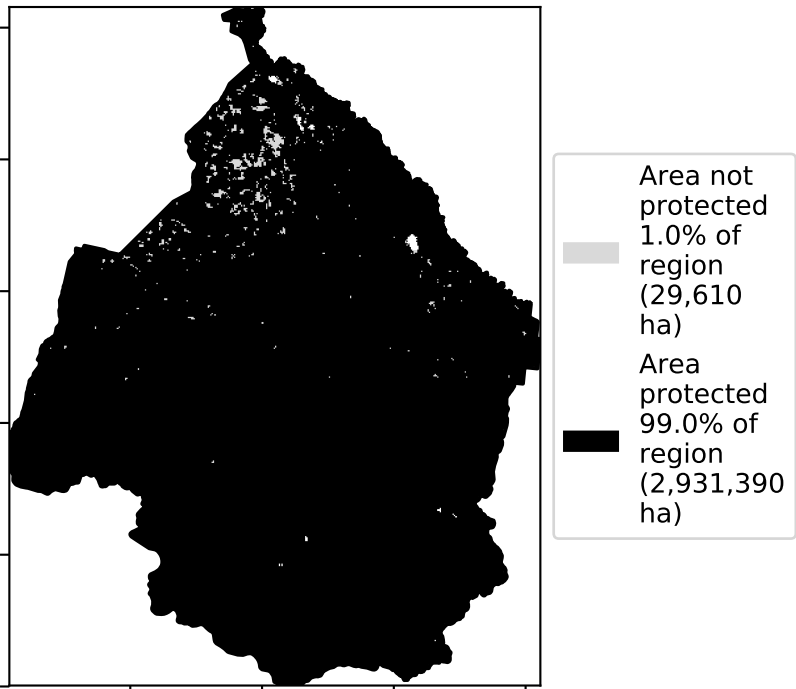 Area not
protected
1.0% of
region
(29,610
ha)
Area
protected
99.0% of
region
(2,931,390
ha)